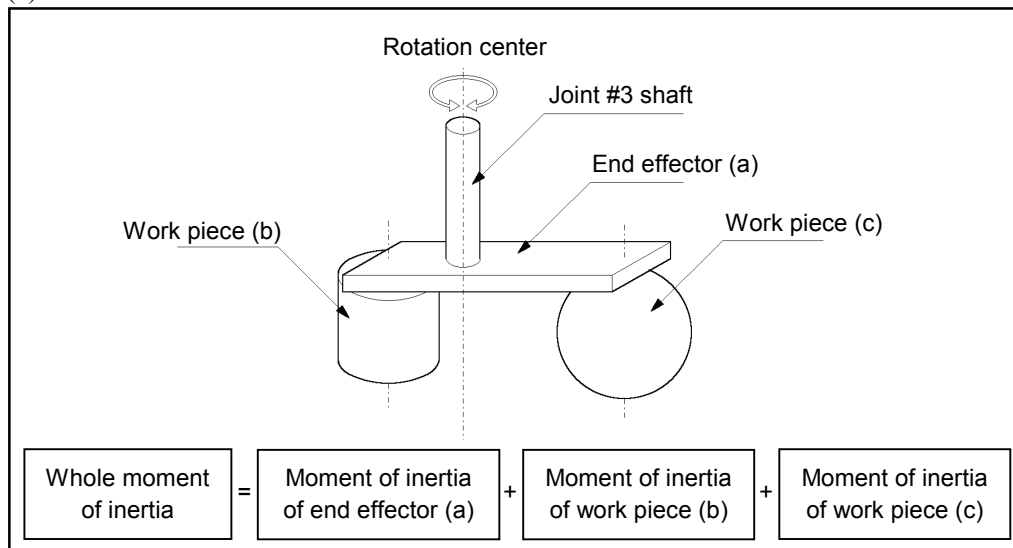 Rotation center
Joint #3 shaft
End effector (a)
Work piece (b)
Work piece (c)
Whole moment
of inertia
=
Moment of inertia
of end effector (a)
+
Moment of inertia
of work piece (b)
+
Moment of inertia
of work piece (c)